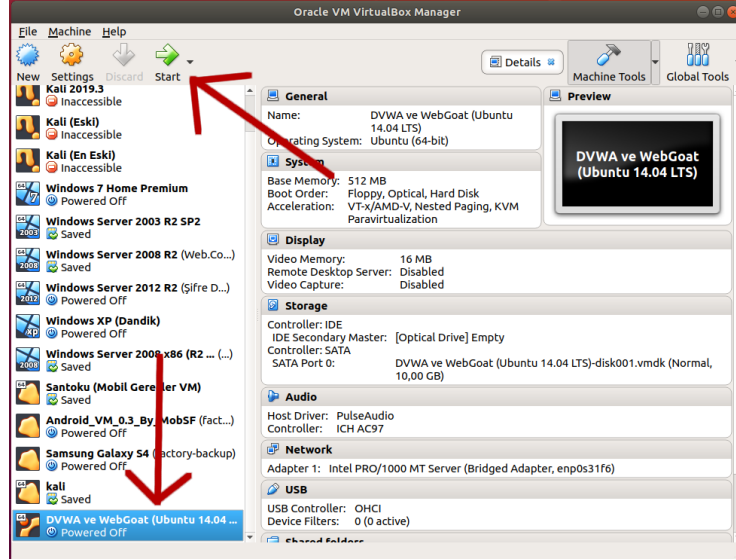 Oracle VM VirtualBox Manager
File Machine Help
New Settings Discard Start
Details
Machine Tools
Global Tools
Kali 2019.3
Inaccessible
Kali (Eski)
Inaccessible
Kali (En Eski)
Inaccessible
Windows 7 Home Premium
Powered Off
Windows Server 2003 R2 SP2
Saved
Windows Server 2008 R2 (Web.Co...)
Saved
Windows Server 2012 R2 (Şifre D...)
Powered Off
Windows XP (Dandik)
Powered Off
Windows Server 2008 x86 (R2 ... (...)
Saved
Santoku (Mobil Gereçler VM)
Saved
Android_VM_0.3_By_MobSF (fact...)
Powered Off
Samsung Galaxy S4 (factory-backup)
Powered Off
kali
Saved
DVWA ve WebGoat (Ubuntu 14.04 ...
Powered Off
General
Name: DVWA ve WebGoat (Ubuntu
14.04 LTS)
Operating System: Ubuntu (64-bit)
System
Base Memory: 512 MB
Boot Order: Floppy, Optical, Hard Disk
Acceleration: VT-x/AMD-V, Nested Paging, KVM
Paravirtualization
Preview
DVWA ve WebGoat
(Ubuntu 14.04 LTS)
Display
Video Memory: 16 MB
Remote Desktop Server: Disabled
Video Capture: Disabled
Storage
Controller: IDE
IDE Secondary Master: [Optical Drive] Empty
Controller: SATA
SATA Port 0: DVWA ve WebGoat (Ubuntu 14.04 LTS)-disk001.vmdk (Normal,
10,00 GB)
Audio
Host Driver: PulseAudio
Controller: ICH AC97
Network
Adapter 1: Intel PRO/1000 MT Server (Bridged Adapter, enp0s31f6)
USB
USB Controller: OHCI
Device Filters: 0 (0 active)
Shared folders